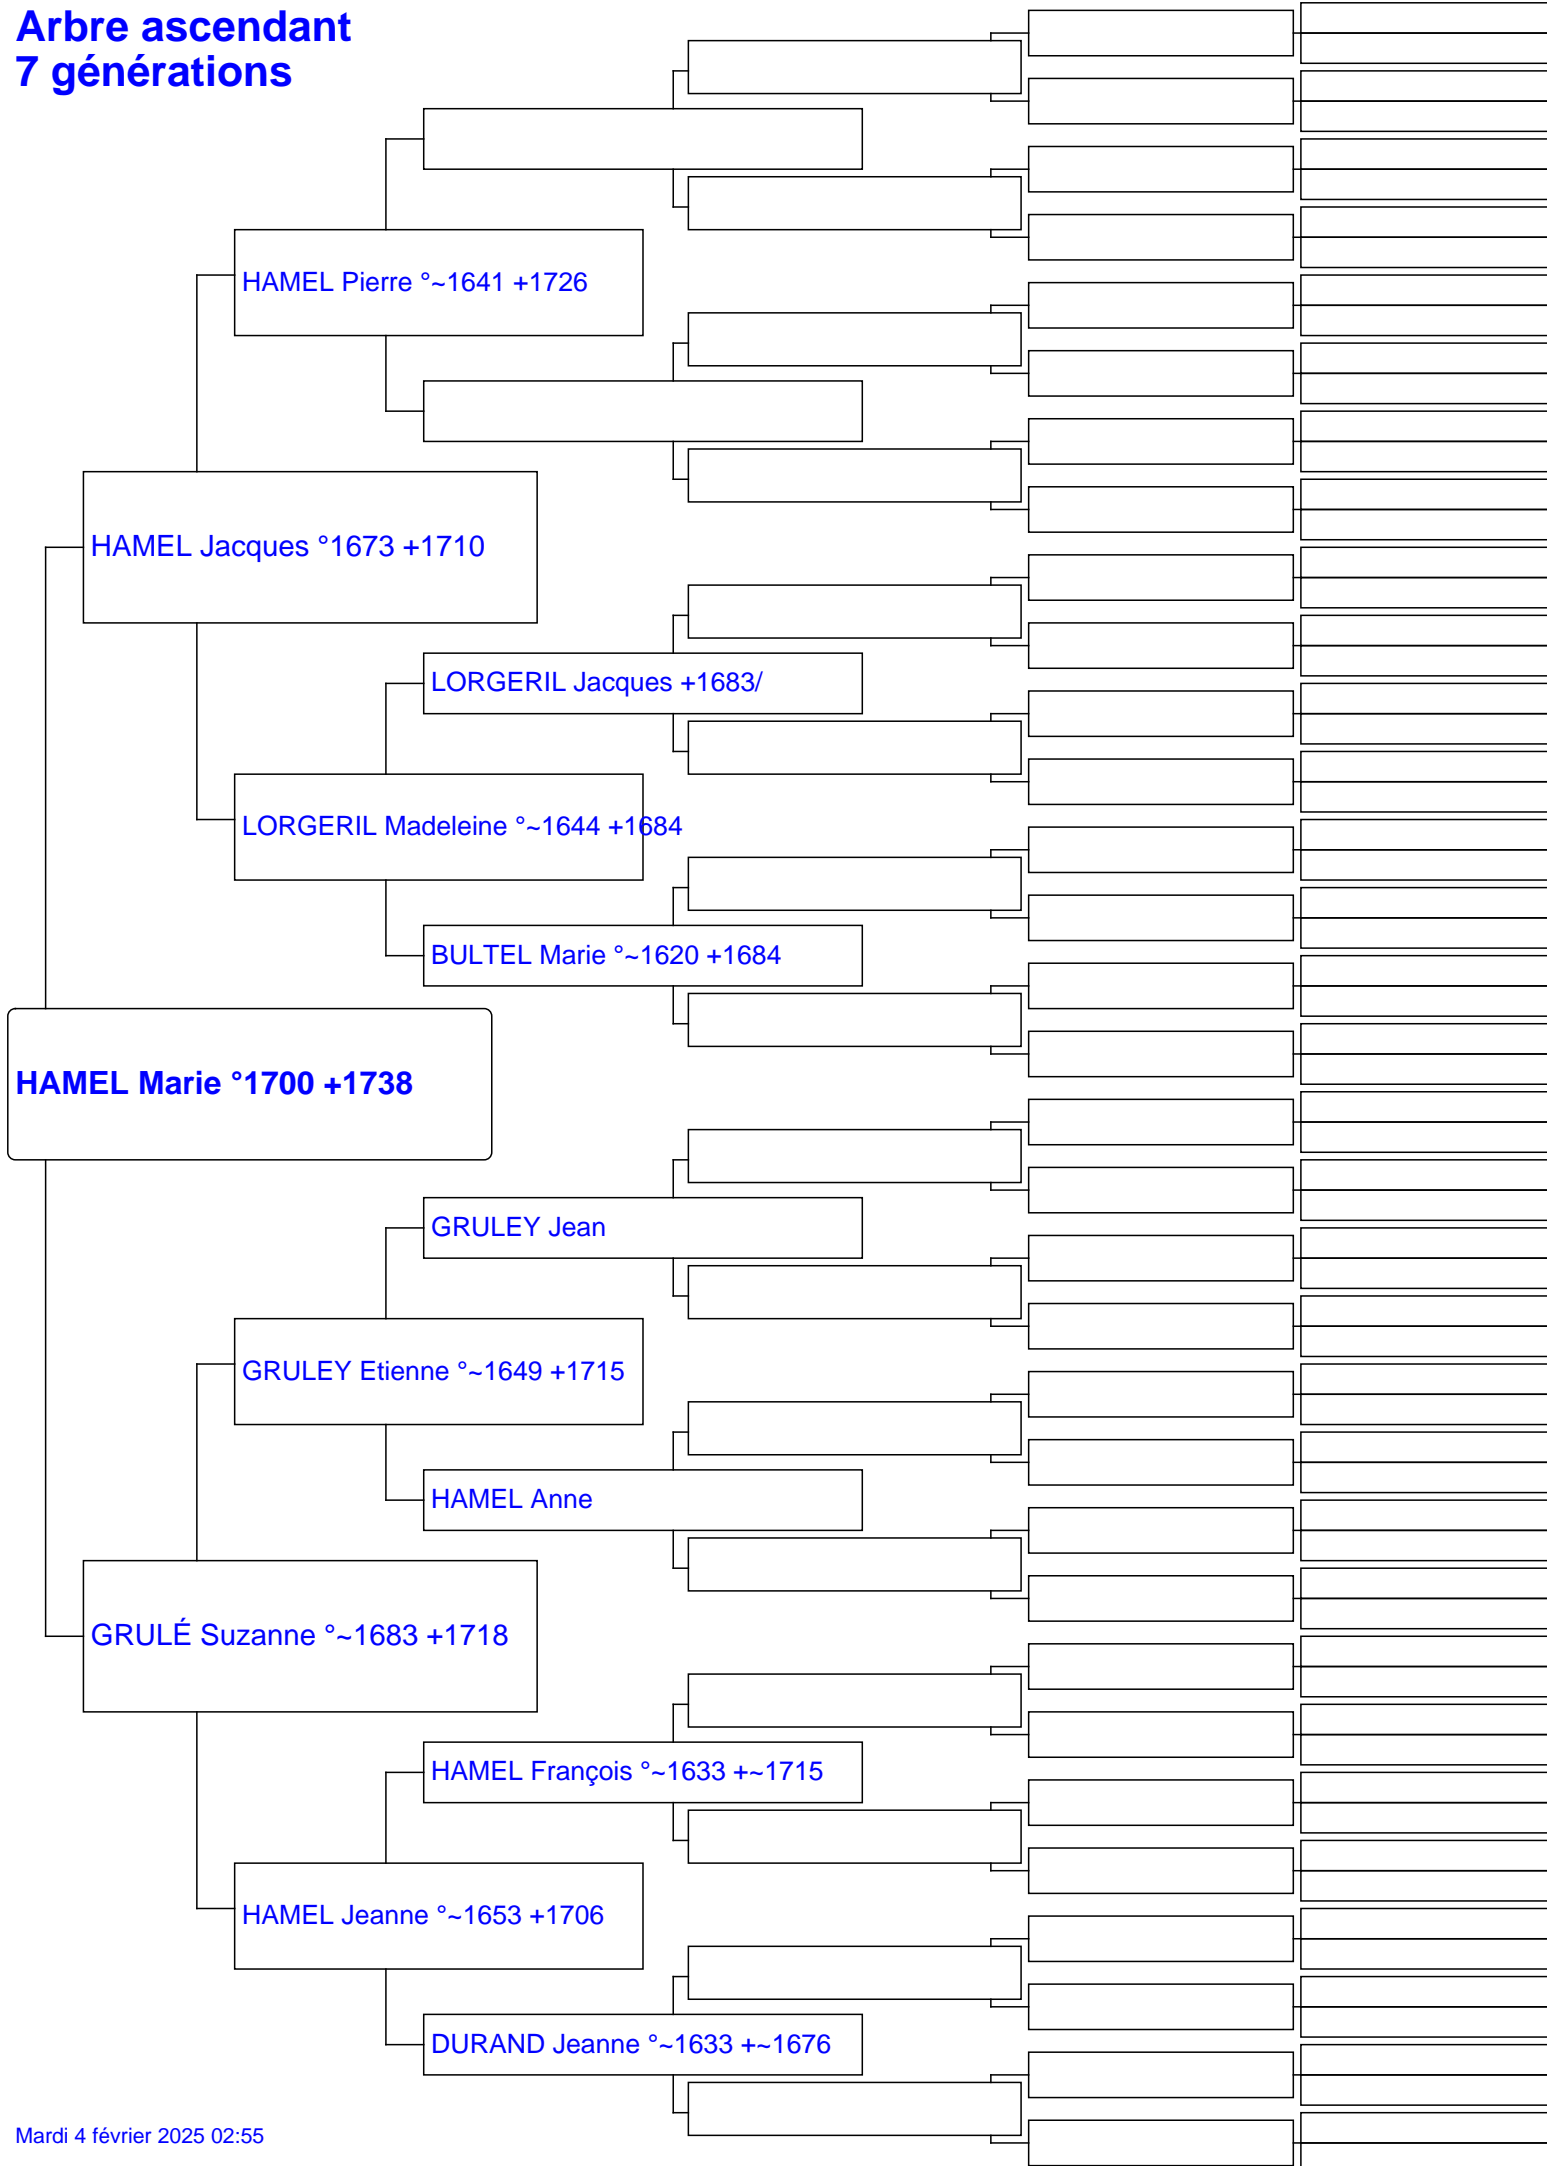 Arbre ascendant
7 générations
HAMEL Pierre °~1641 +1726
HAMEL Jacques °1673 +1710
LORGERIL Jacques +1683/
LORGERIL Madeleine °~1644 +1684
BULTEL Marie °~1620 +1684
HAMEL Marie °1700 +1738
GRULEY Jean
GRULEY Etienne °~1649 +1715
HAMEL Anne
GRULÉ Suzanne °~1683 +1718
HAMEL François °~1633 +~1715
HAMEL Jeanne °~1653 +1706
DURAND Jeanne °~1633 +~1676
Mardi 4 février 2025 02:55